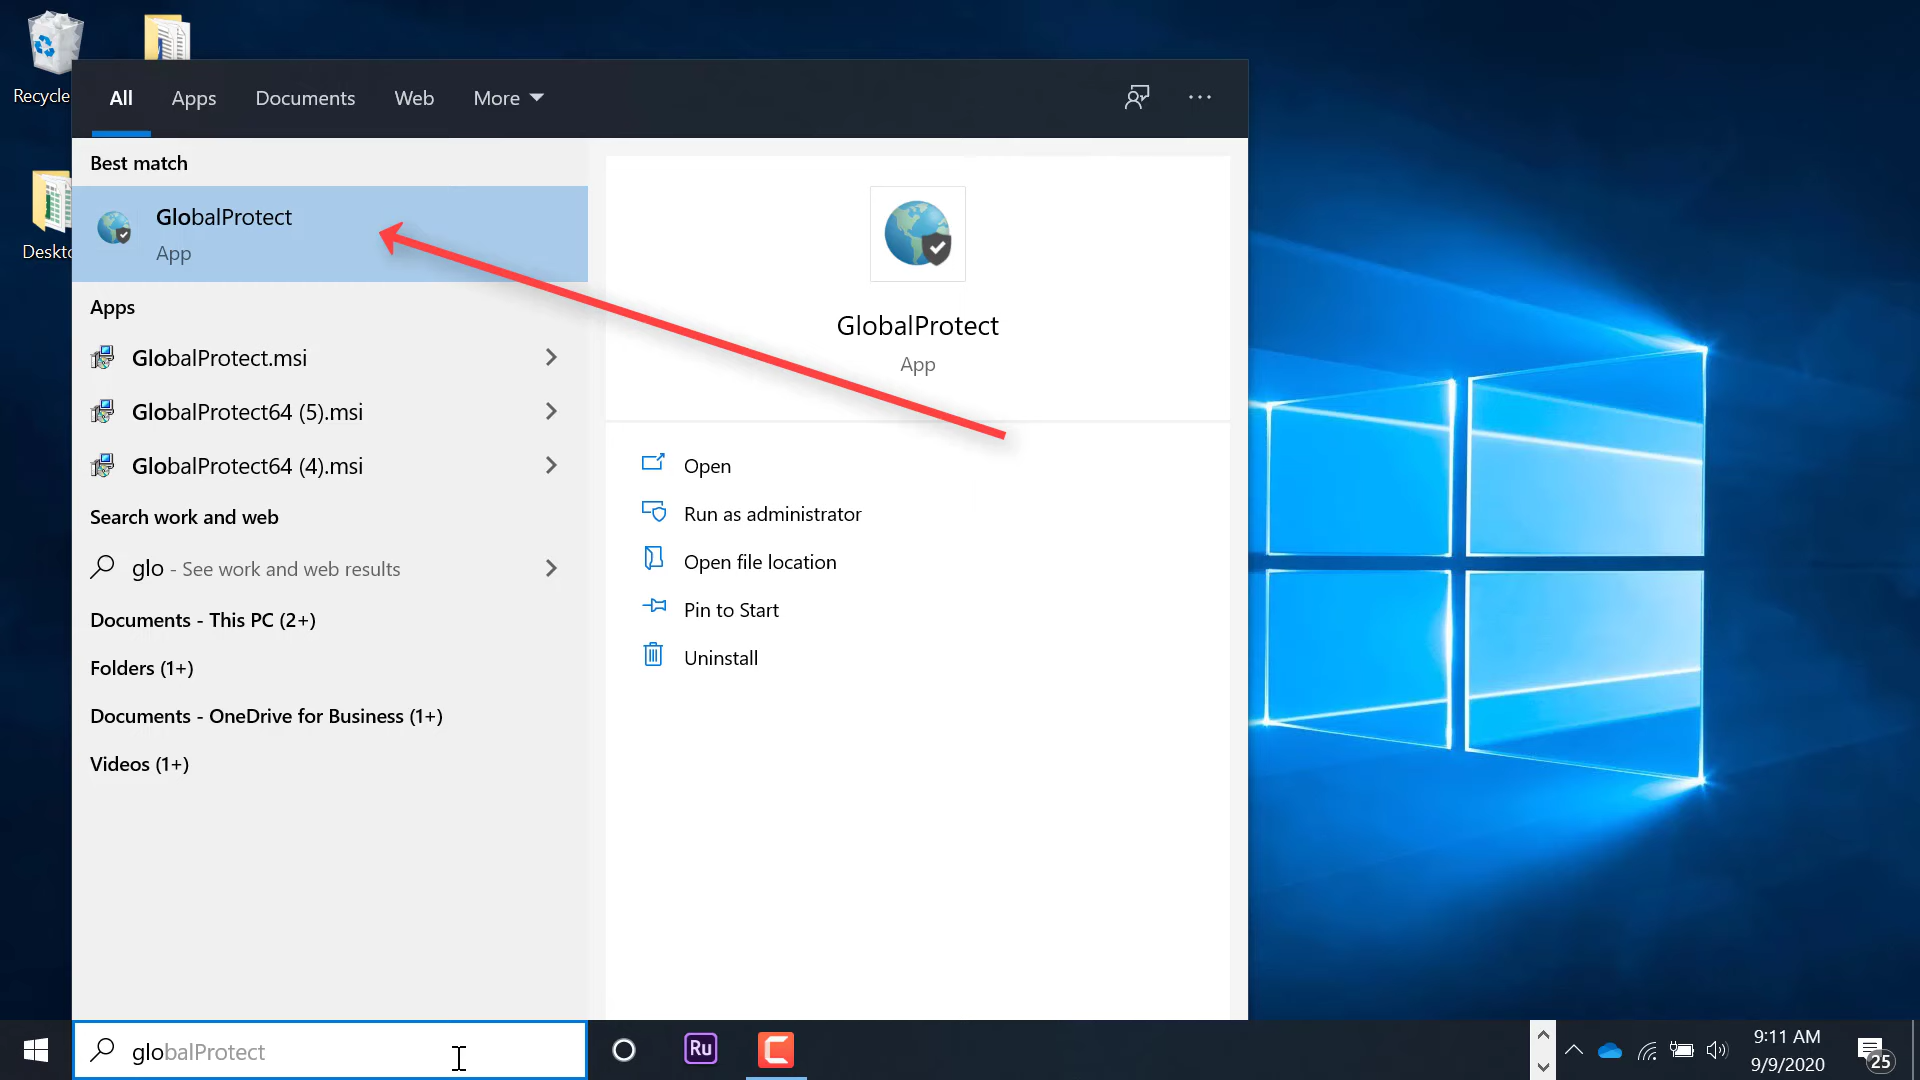 Recycle
Deskto
All
Apps
Documents
Web
More
Best match
GlobalProtect
App
Apps
GlobalProtect.msi
GlobalProtect64 (5).msi
GlobalProtect64 (4).msi
Search work and web
glo - See work and web results
Documents - This PC (2+)
Folders (1+)
Documents - OneDrive for Business (1+)
Videos (1+)
GlobalProtect
App
Open
Run as administrator
Open file location
Pin to Start
Uninstall
globalProtect
Ru
9:11 AM
9/9/2020
25